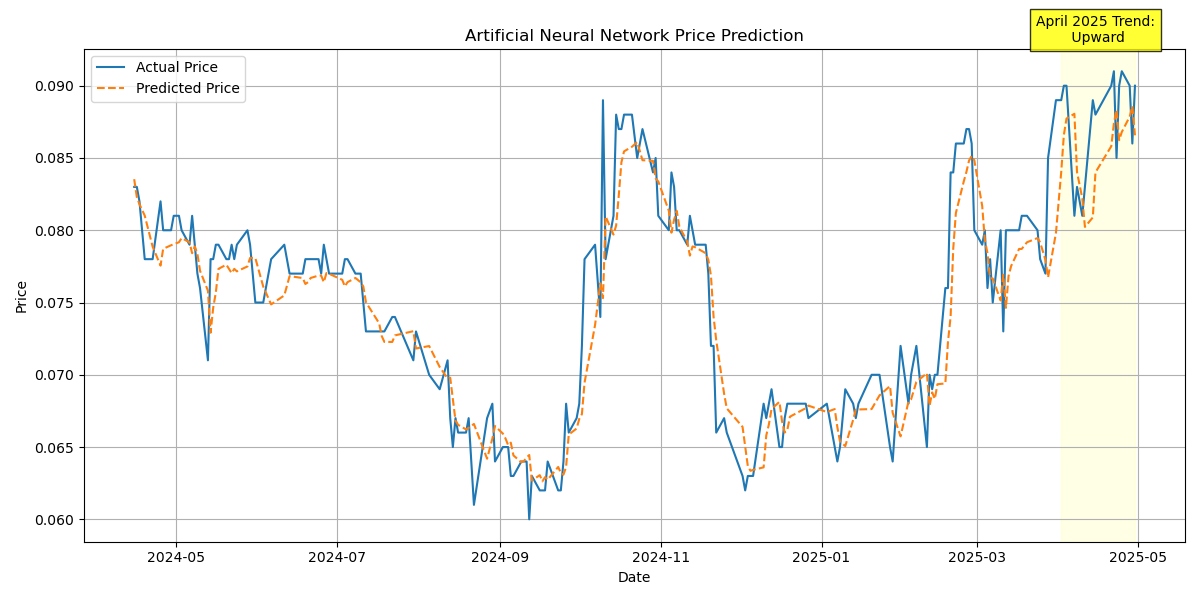 April 2025 Trend:
Upward
Artificial Neural Network Price Prediction
Actual Price
Predicted Price
Price
0.090
0.085
0.080
0.075
0.070
0.065
0.060
2024-05
2024-07
2024-09
2024-11
2025-01
2025-03
2025-05
Date